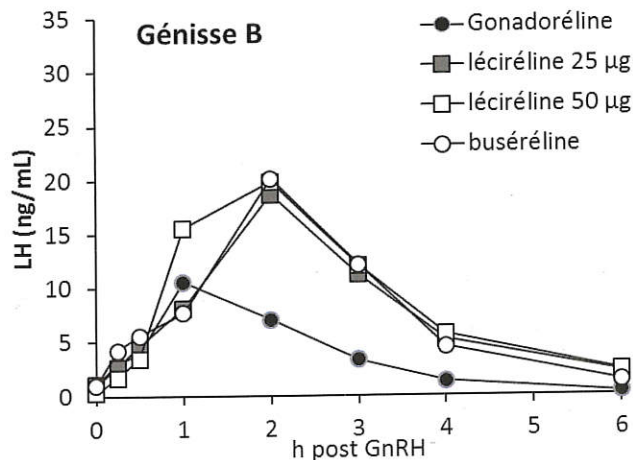 Génisse B
Gonadoréline
léciréline 25 µg
léciréline 50 µg
buséréline
LH (ng/mL)
35
30
25
20
15
10
5
0
0 1 2 3 4 5 6
h post GnRH